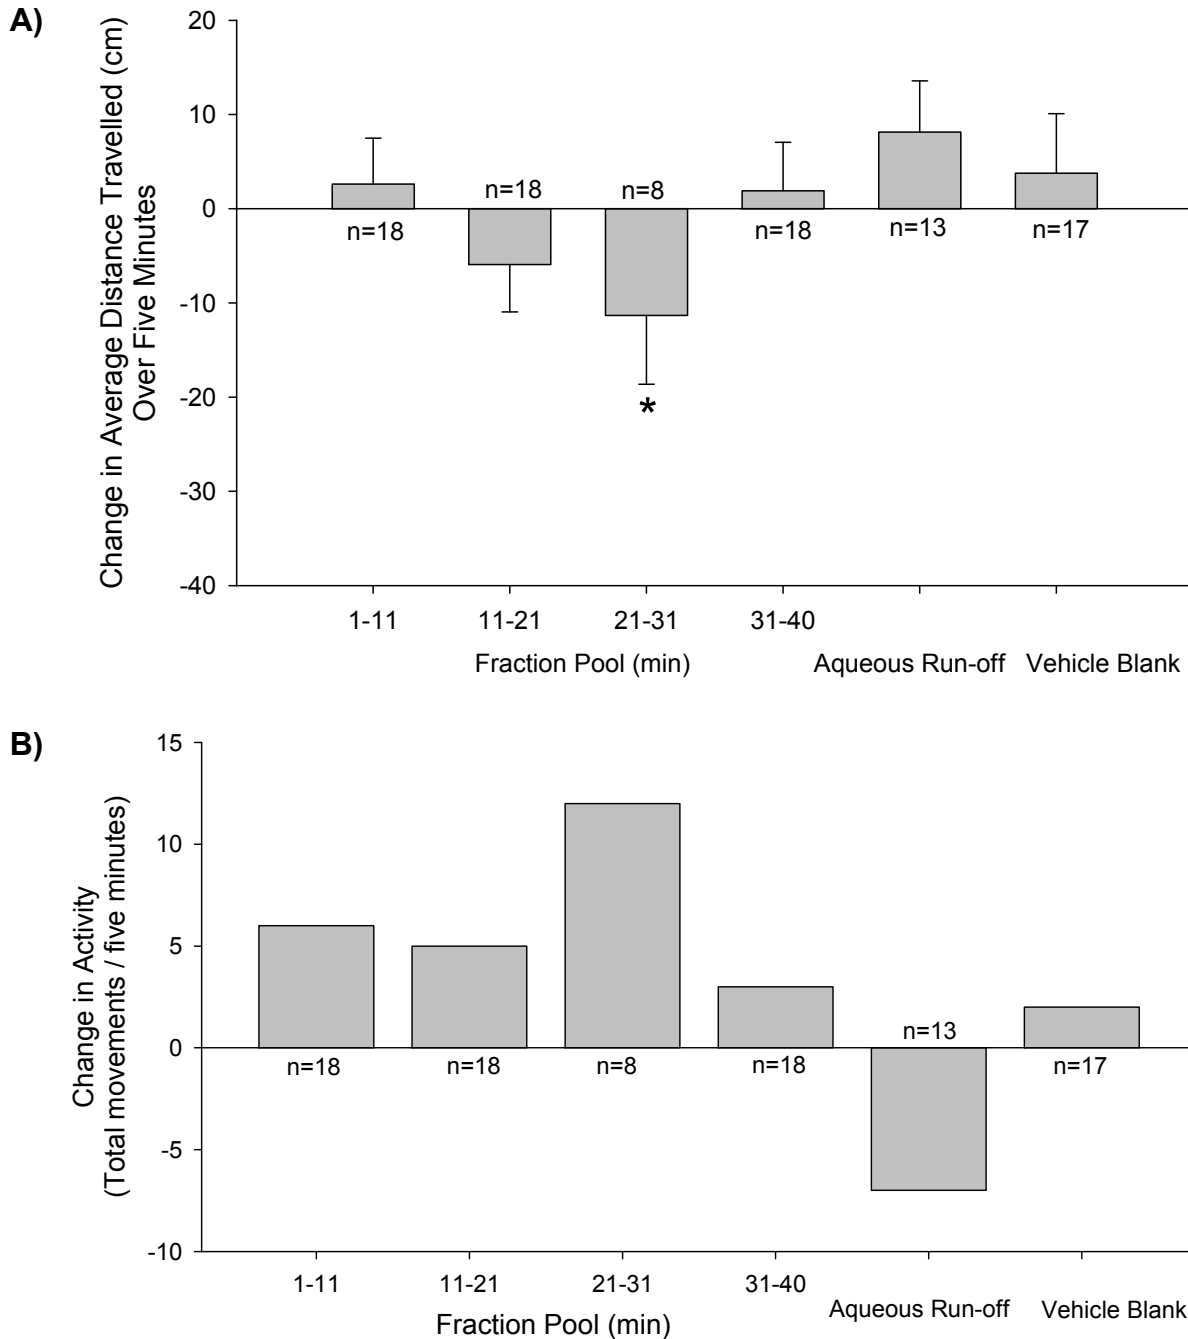 A)
Change in Average Distance Travelled (cm)
Over Five Minutes
20
10
0
-10
-20
-30
-40
n=18
n=18
n=8
n=18
n=13
n=17
*
1-11
11-21
21-31
31-40
Fraction Pool (min)
Aqueous Run-off
Vehicle Blank
B)
Change in Activity
(Total movements / five minutes)
15
10
5
0
-5
-10
n=18
n=18
n=8
n=18
n=13
n=17
1-11
11-21
21-31
31-40
Fraction Pool (min)
Aqueous Run-off
Vehicle Blank